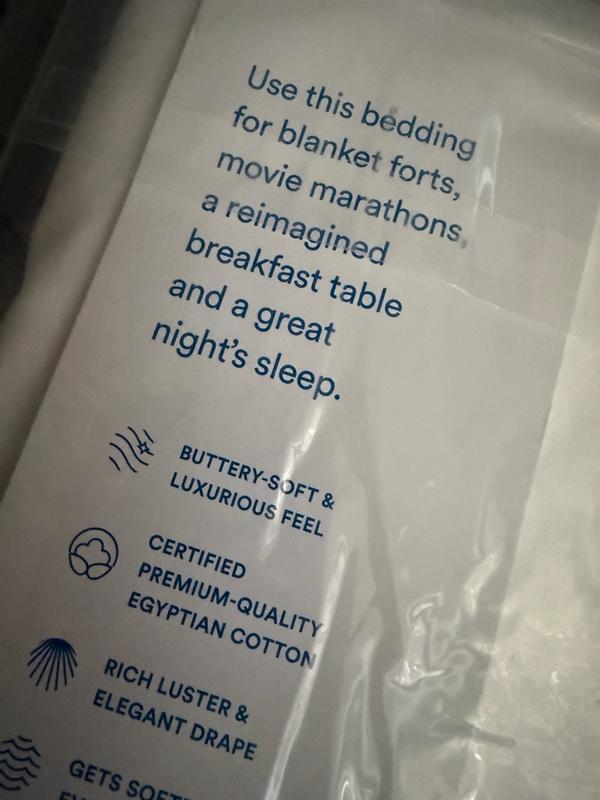 Use this bedding
for blanket forts,
movie marathons,
a reimagined
breakfast table
and a great
night's sleep.
BUTTERY-SOFT &
LUXURIOUS FEEL
CERTIFIED
PREMIUM-QUALITY
EGYPTIAN COTTON
RICH LUSTER &
ELEGANT DRAPE
GETS